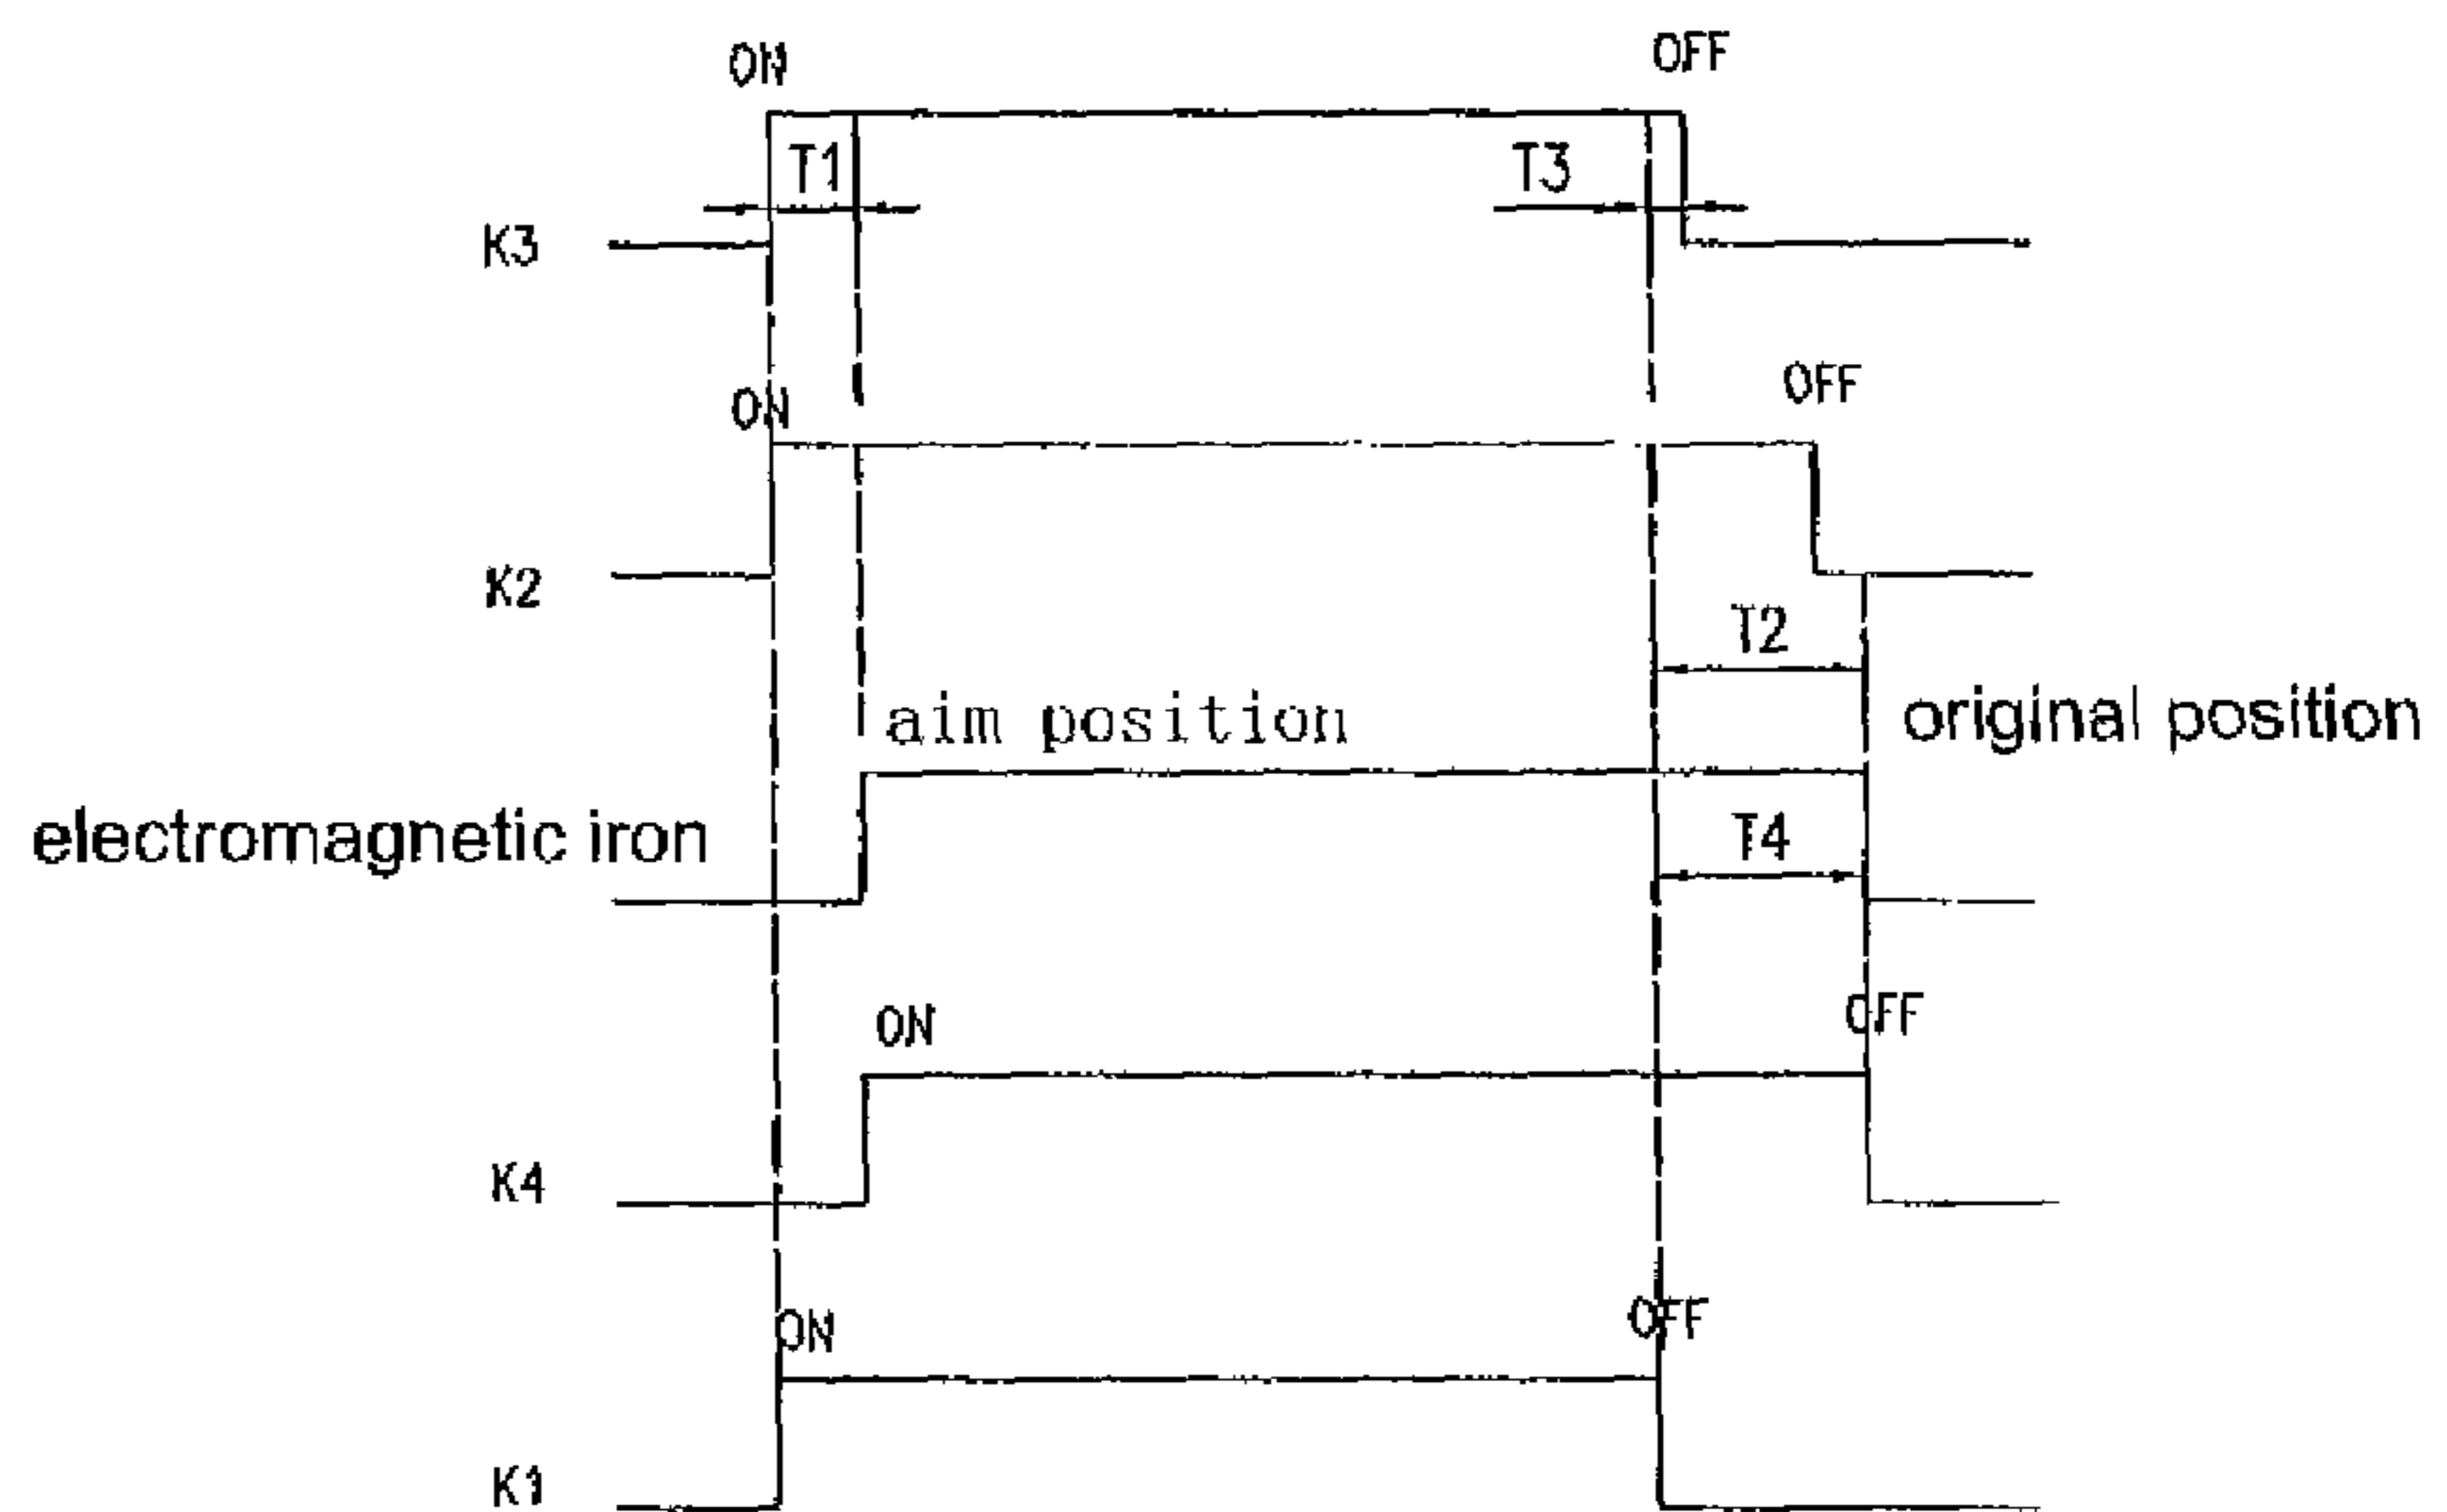 ON OFF
T1 T3
K3
ON OFF
K2
T2
aim position original position
electromagnetic iron T4
ON OFF
K4
ON OFF
K1